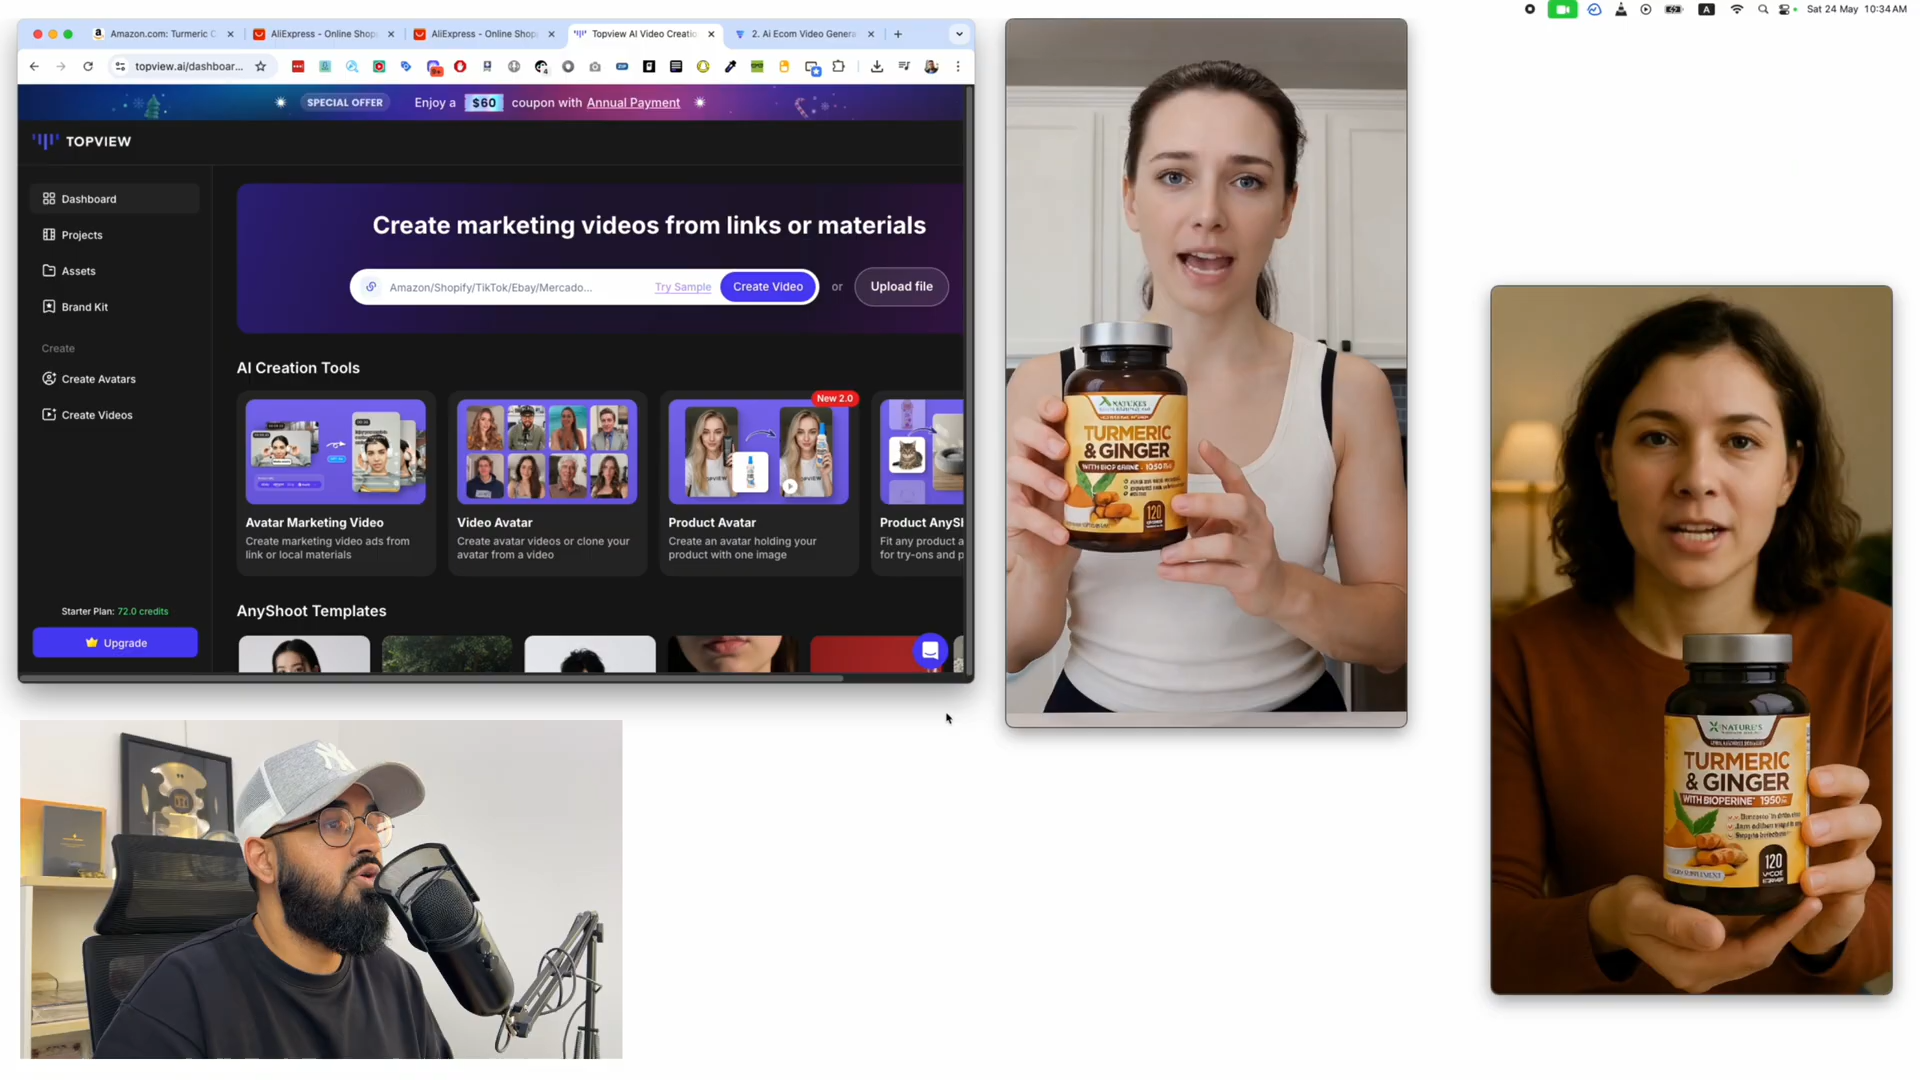 Sat 24 May 10:34 AM
Amazon.com: Turmeric C
AliExpress - Online Shop
AliExpress - Online Shop
Topview AI Video Creatio
2. Ai Ecom Video Genera
topview.ai/dashboar...
SPECIAL OFFER
Enjoy a $60 coupon with Annual Payment
TOPVIEW
Dashboard
Projects
Assets
Brand Kit
Create
Create Avatars
Create Videos
Starter Plan: 72.0 credits
Upgrade
Create marketing videos from links or materials
Amazon/Shopify/TikTok/Ebay/Mercado...
Try Sample
Create Video
or
Upload file
AI Creation Tools
Avatar Marketing Video
Create marketing video ads from
link or local materials
Video Avatar
Create avatar videos or clone your
avatar from a video
New 2.0
Product Avatar
Create an avatar holding your
product with one image
Product AnySh
Fit any product a
for try-ons and p
AnyShoot Templates
NATURE'S
TURMERIC
& GINGER
120
NATURE'S
TURMERIC
& GINGER
WITH BIOPERINE 1950
120